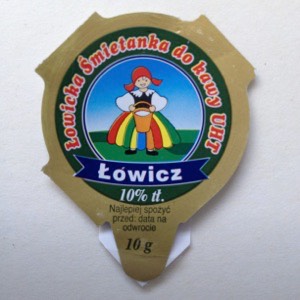 Łowicka Śmietanka do kawy UHT
Łowicz
10% tł.
Najlepiej spożyć
przed: data na
odwrocie
10 g